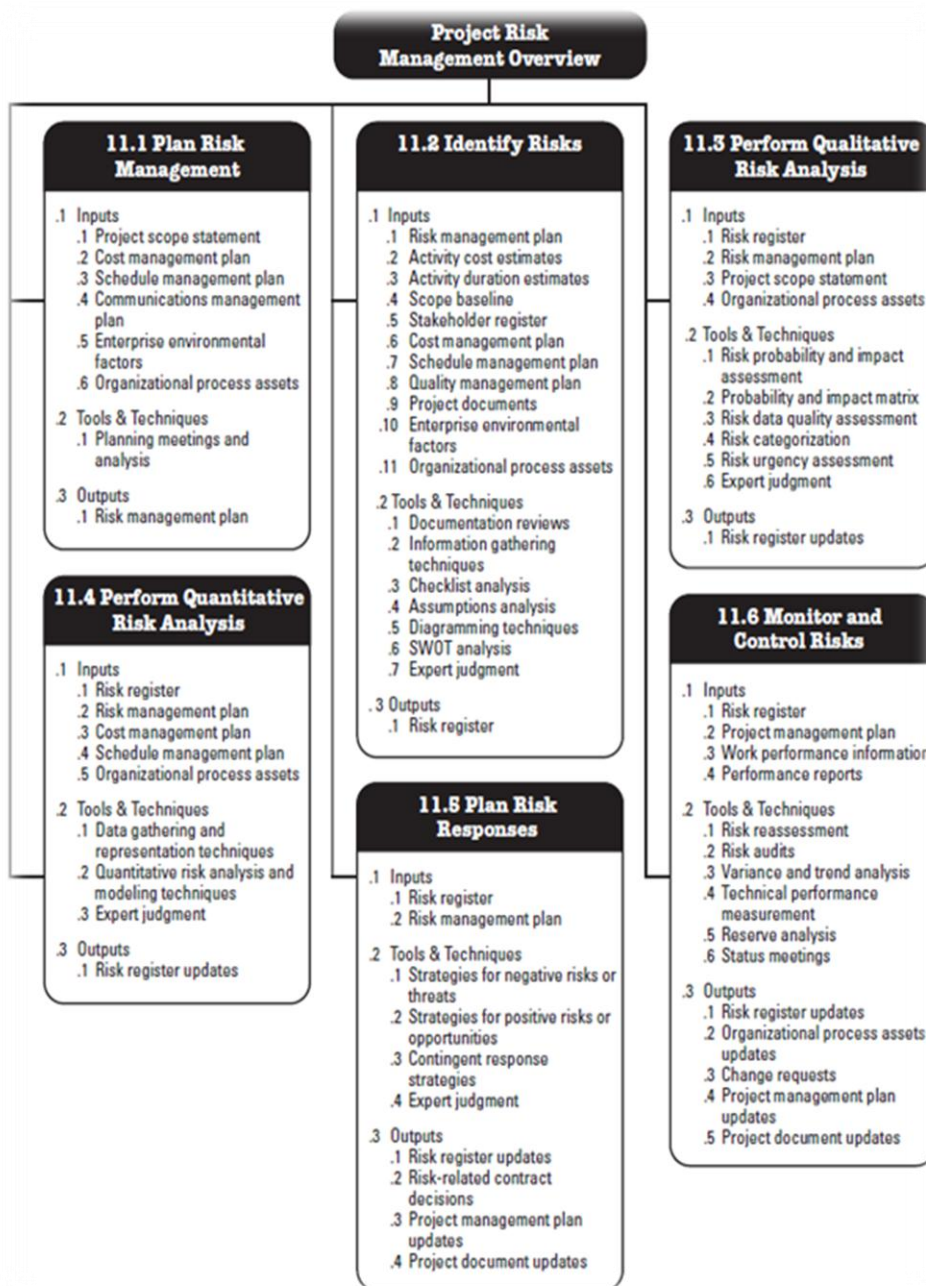 Project Risk
Management Overview
11.1 Plan Risk
Management
.1 Inputs
.1 Project scope statement
.2 Cost management plan
.3 Schedule management plan
.4 Communications management
plan
.5 Enterprise environmental
factors
.6 Organizational process assets
.2 Tools & Techniques
.1 Planning meetings and
analysis
.3 Outputs
.1 Risk management plan
11.2 Identify Risks
.1 Inputs
.1 Risk management plan
.2 Activity cost estimates
.3 Activity duration estimates
.4 Scope baseline
.5 Stakeholder register
.6 Cost management plan
.7 Schedule management plan
.8 Quality management plan
.9 Project documents
.10 Enterprise environmental
factors
.11 Organizational process assets
.2 Tools & Techniques
.1 Documentation reviews
.2 Information gathering
techniques
.3 Checklist analysis
.4 Assumptions analysis
.5 Diagramming techniques
.6 SWOT analysis
.7 Expert judgment
.3 Outputs
.1 Risk register
11.3 Perform Qualitative
Risk Analysis
.1 Inputs
.1 Risk register
.2 Risk management plan
.3 Project scope statement
.4 Organizational process assets
.2 Tools & Techniques
.1 Risk probability and impact
assessment
.2 Probability and impact matrix
.3 Risk data quality assessment
.4 Risk categorization
.5 Risk urgency assessment
.6 Expert judgment
.3 Outputs
.1 Risk register updates
11.4 Perform Quantitative
Risk Analysis
.1 Inputs
.1 Risk register
.2 Risk management plan
.3 Cost management plan
.4 Schedule management plan
.5 Organizational process assets
.2 Tools & Techniques
.1 Data gathering and
representation techniques
.2 Quantitative risk analysis and
modeling techniques
.3 Expert judgment
.3 Outputs
.1 Risk register updates
11.5 Plan Risk
Responses
.1 Inputs
.1 Risk register
.2 Risk management plan
.2 Tools & Techniques
.1 Strategies for negative risks or
threats
.2 Strategies for positive risks or
opportunities
.3 Contingent response
strategies
.4 Expert judgment
.3 Outputs
.1 Risk register updates
.2 Risk-related contract
decisions
.3 Project management plan
updates
.4 Project document updates
11.6 Monitor and
Control Risks
.1 Inputs
.1 Risk register
.2 Project management plan
.3 Work performance information
.4 Performance reports
.2 Tools & Techniques
.1 Risk reassessment
.2 Risk audits
.3 Variance and trend analysis
.4 Technical performance
measurement
.5 Reserve analysis
.6 Status meetings
.3 Outputs
.1 Risk register updates
.2 Organizational process assets
updates
.3 Change requests
.4 Project management plan
updates
.5 Project document updates